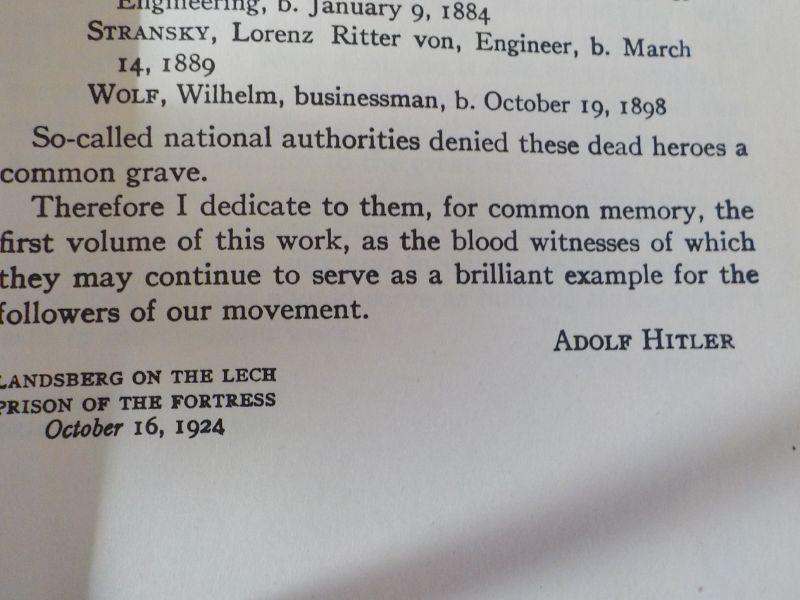 Engineering, b. January 9, 1884
STRANSKY, Lorenz Ritter von, Engineer, b. March
14, 1889
WOLF, Wilhelm, businessman, b. October 19, 1898
So-called national authorities denied these dead heroes a
common grave.
Therefore I dedicate to them, for common memory, the
first volume of this work, as the blood witnesses of which
they may continue to serve as a brilliant example for the
followers of our movement.
ADOLF HITLER
LANDSBERG ON THE LECH
PRISON OF THE FORTRESS
October 16, 1924